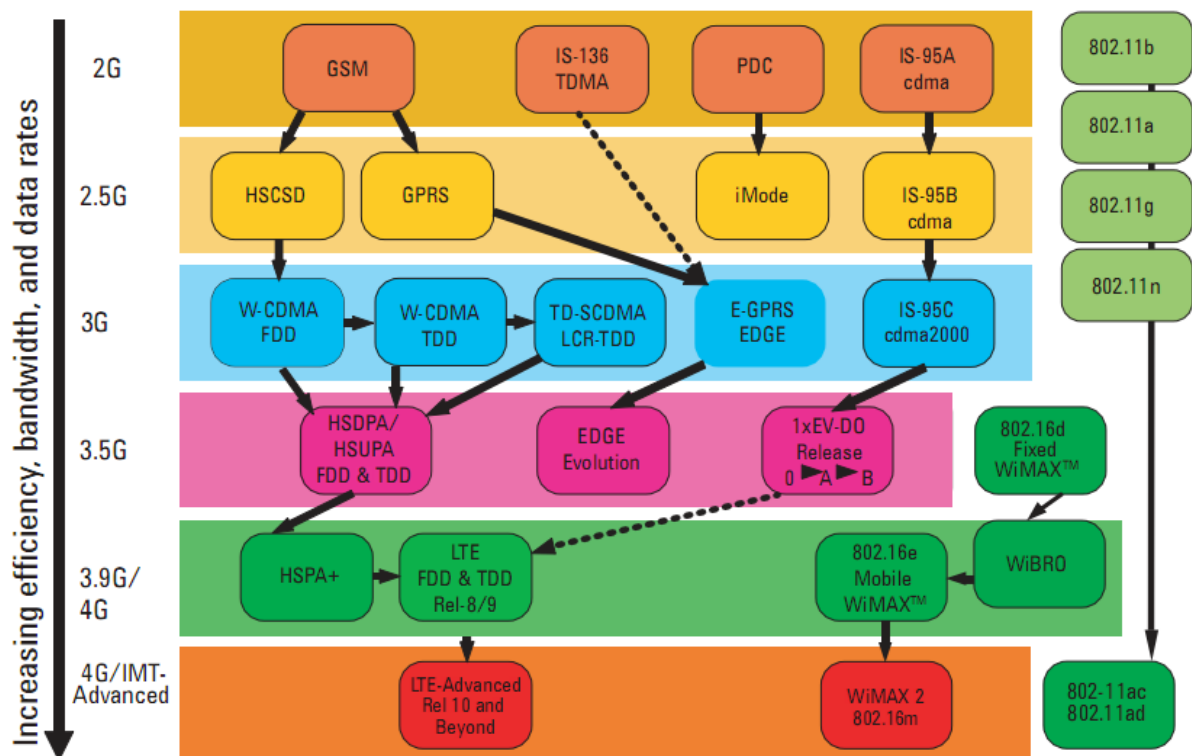 Increasing efficiency, bandwidth, and data rates
2G
GSM
IS-136
TDMA
PDC
IS-95A
cdma
802.11b
802.11a
2.5G
HSCSD
GPRS
iMode
IS-95B
cdma
802.11g
802.11n
3G
W-CDMA
FDD
W-CDMA
TDD
TD-SCDMA
LCR-TDD
E-GPRS
EDGE
IS-95C
cdma2000
3.5G
HSDPA/
HSUPA
FDD & TDD
EDGE
Evolution
1xEV-DO
Release
0 ► A ► B
802.16d
Fixed
WiMAX™
3.9G/
4G
HSPA+
LTE
FDD & TDD
Rel-8/9
802.16e
Mobile
WiMAX™
WiBRO
4G/IMT-
Advanced
LTE-Advanced
Rel 10 and
Beyond
WiMAX 2
802.16m
802-11ac
802.11ad